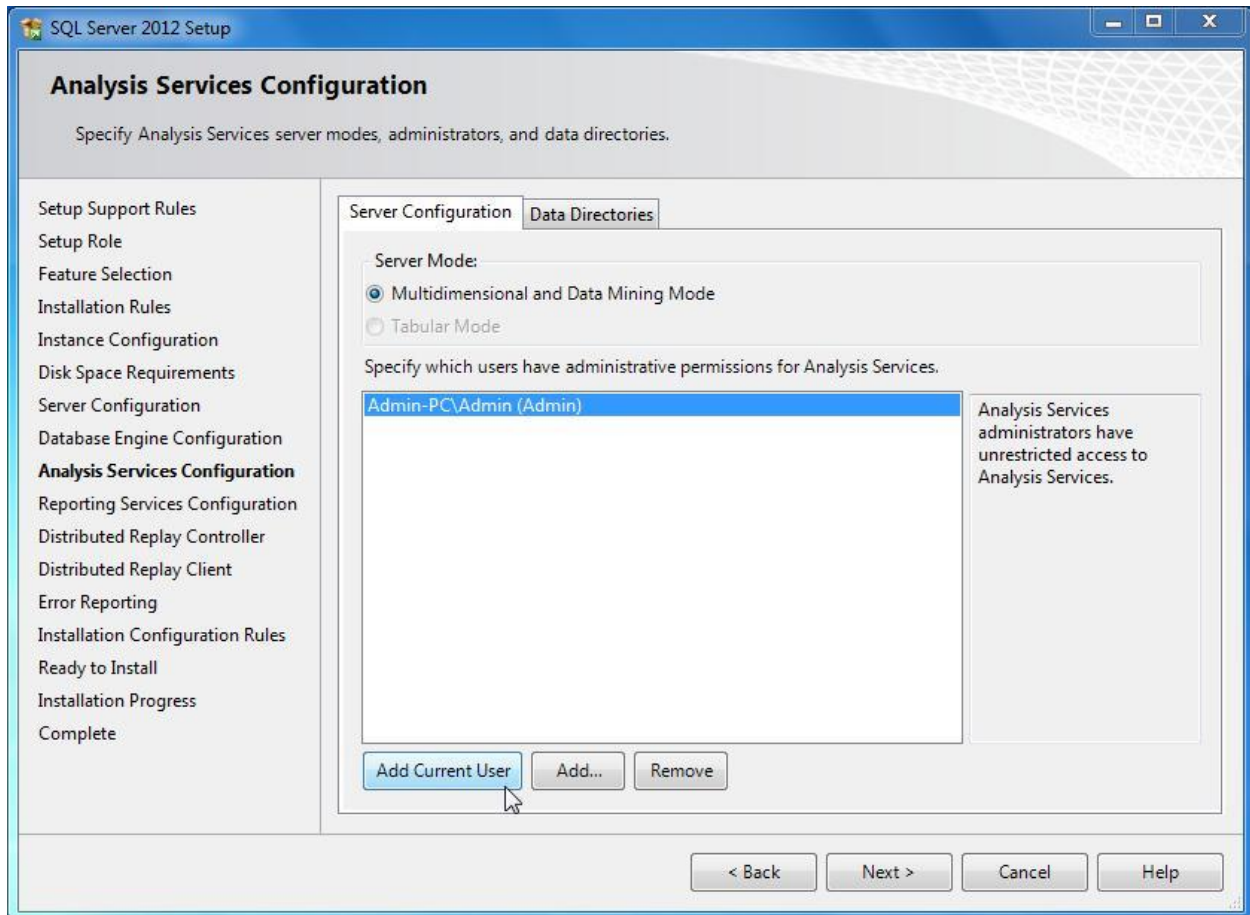 SQL Server 2012 Setup
Analysis Services Configuration
Specify Analysis Services server modes, administrators, and data directories.
Setup Support Rules
Setup Role
Feature Selection
Installation Rules
Instance Configuration
Disk Space Requirements
Server Configuration
Database Engine Configuration
Analysis Services Configuration
Reporting Services Configuration
Distributed Replay Controller
Distributed Replay Client
Error Reporting
Installation Configuration Rules
Ready to Install
Installation Progress
Complete
Server Configuration Data Directories
Server Mode:
Multidimensional and Data Mining Mode
Tabular Mode
Specify which users have administrative permissions for Analysis Services.
Admin-PC\Admin (Admin)
Analysis Services
administrators have
unrestricted access to
Analysis Services.
Add Current User Add... Remove
< Back Next > Cancel Help